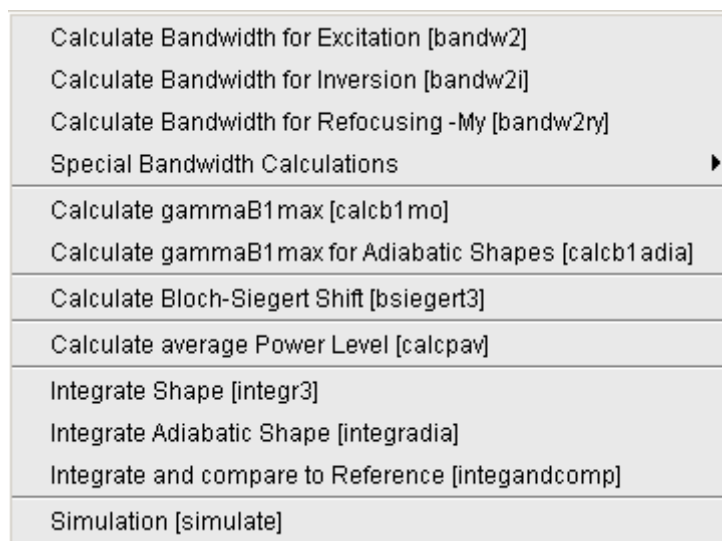 Calculate Bandwidth for Excitation [bandw2]
Calculate Bandwidth for Inversion [bandw2i]
Calculate Bandwidth for Refocusing -My [bandw2ry]
Special Bandwidth Calculations
Calculate gammaB1max [calcb1mo]
Calculate gammaB1max for Adiabatic Shapes [calcb1adia]
Calculate Bloch-Siegert Shift [bsiegert3]
Calculate average Power Level [calcpav]
Integrate Shape [integr3]
Integrate Adiabatic Shape [integradia]
Integrate and compare to Reference [integandcomp]
Simulation [simulate]